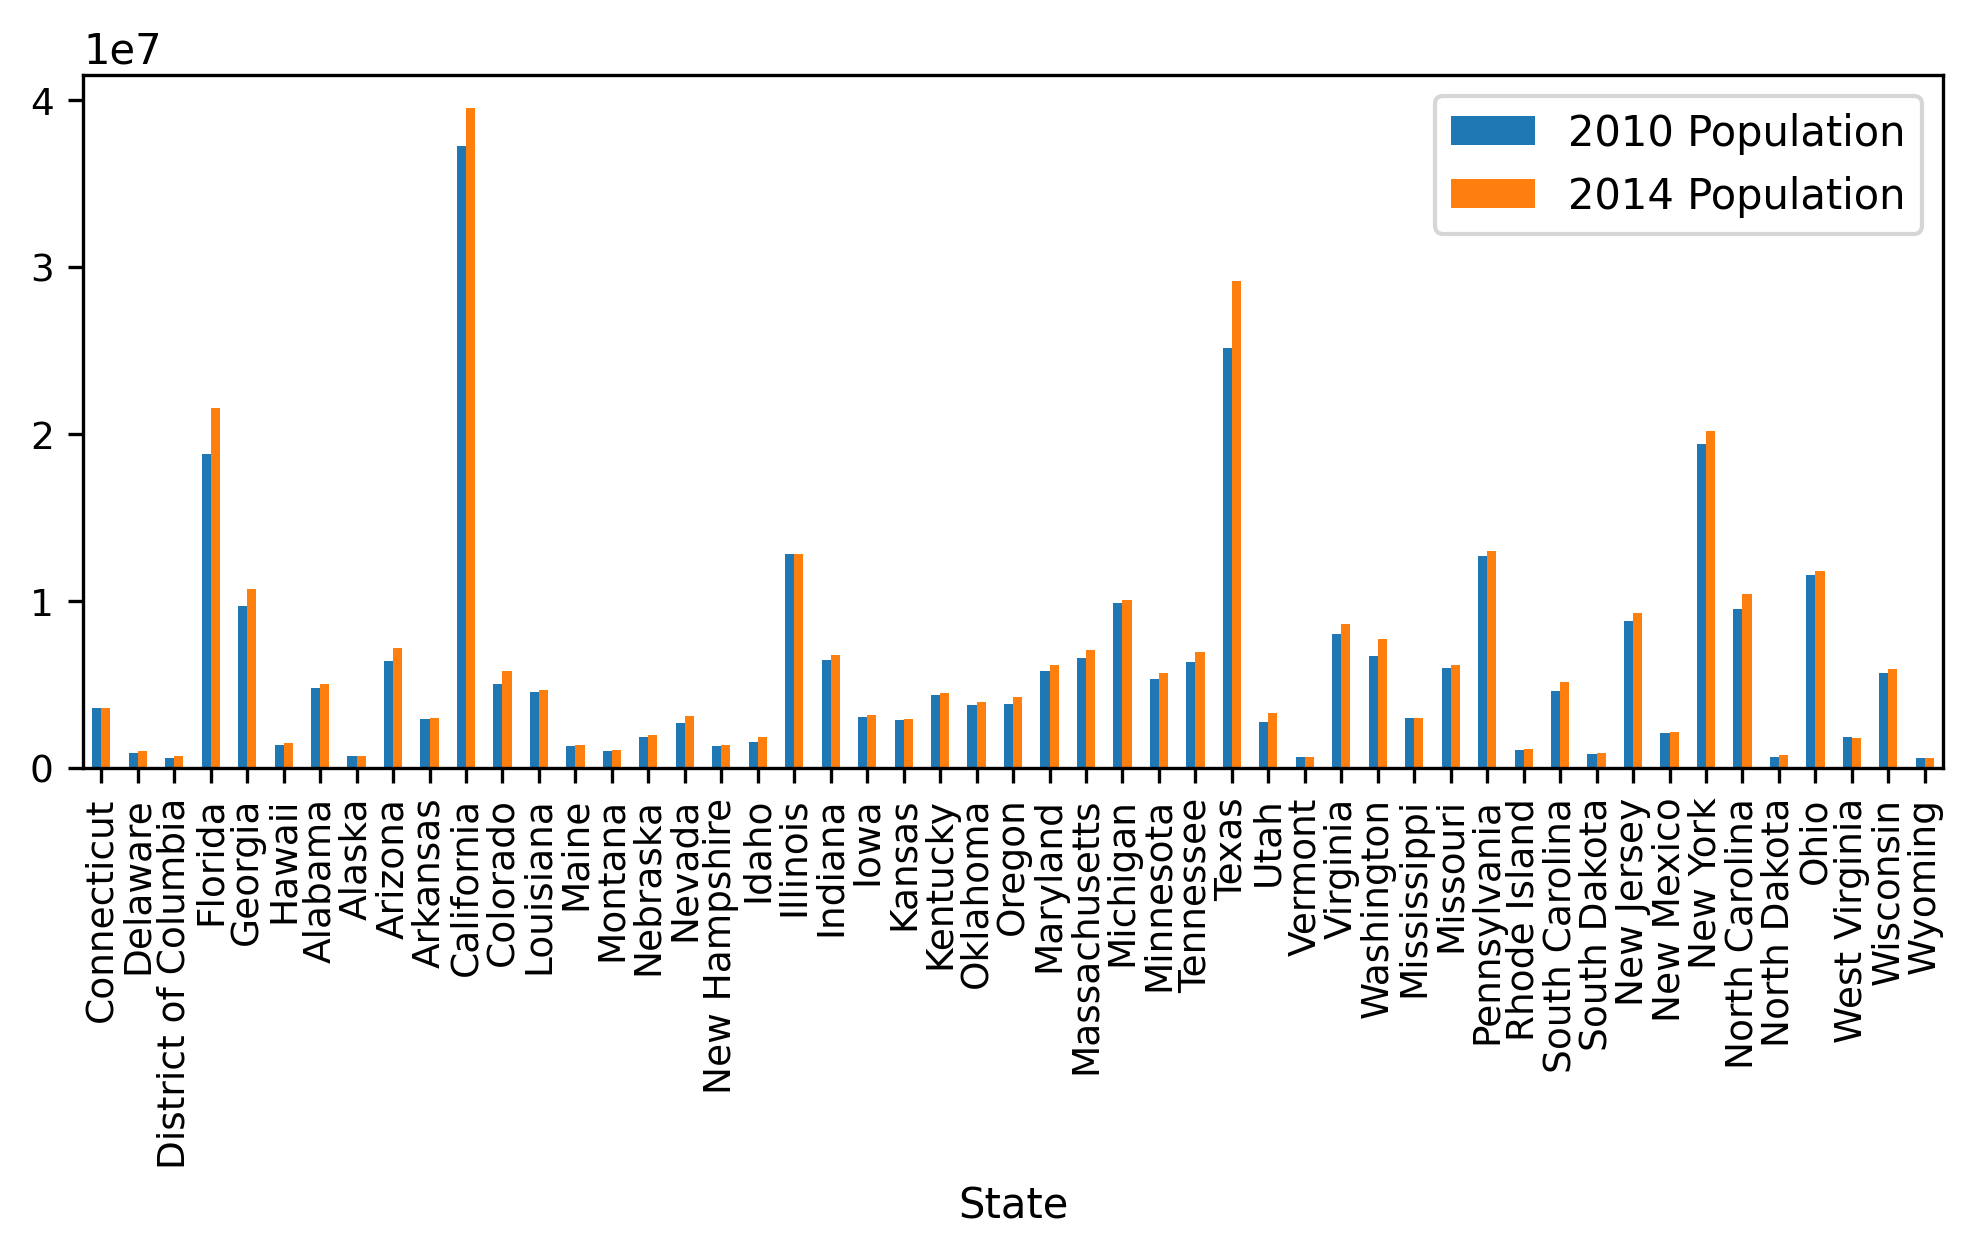 1e7
4
3
2
1
0
2010 Population
2014 Population
Connecticut
Delaware
District of Columbia
Florida
Georgia
Hawaii
Alabama
Alaska
Arizona
Arkansas
California
Colorado
Louisiana
Maine
Montana
Nebraska
Nevada
New Hampshire
Idaho
Illinois
Indiana
Iowa
Kansas
Kentucky
Oklahoma
Oregon
Maryland
Massachusetts
Michigan
Minnesota
Tennessee
Texas
Utah
Vermont
Virginia
Washington
Mississippi
Missouri
Pennsylvania
Rhode Island
South Carolina
South Dakota
New Jersey
New Mexico
New York
North Carolina
North Dakota
Ohio
West Virginia
Wisconsin
Wyoming
State